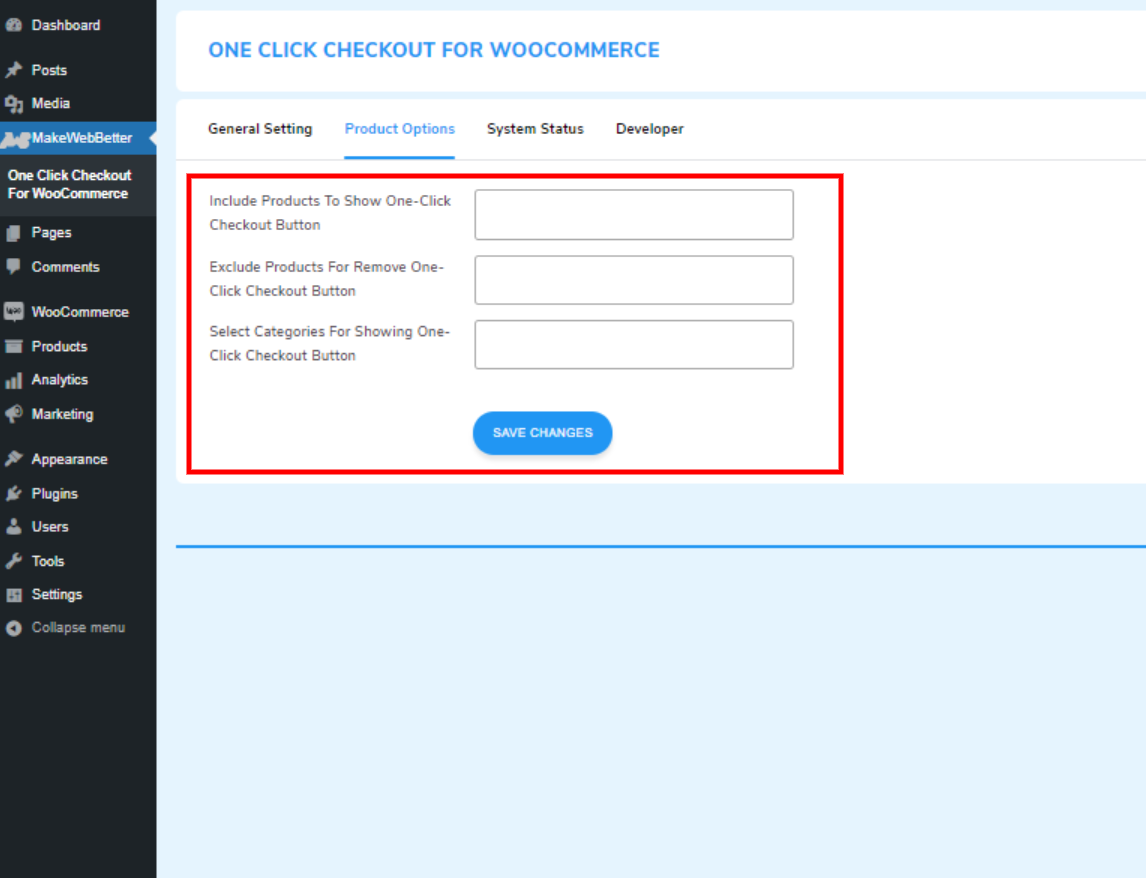 Dashboard
Posts
Media
MakeWebBetter
One Click Checkout
For WooCommerce
Pages
Comments
WooCommerce
Products
Analytics
Marketing
Appearance
Plugins
Users
Tools
Settings
Collapse menu
ONE CLICK CHECKOUT FOR WOOCOMMERCE
General Setting Product Options System Status Developer
Include Products To Show One-Click
Checkout Button
Exclude Products For Remove One-
Click Checkout Button
Select Categories For Showing One-
Click Checkout Button
SAVE CHANGES